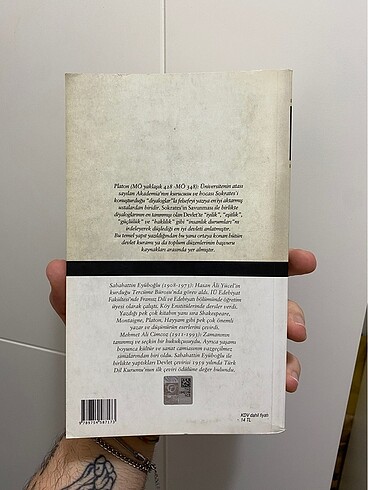 Platon (MÖ yaklaşık 428 -MÖ 348): Üniversitenin atası
sayılan Akademia'nın kurucusu ve hocası Sokrates'i
konuşturduğu "diyaloglar"la felsefeyi yazıya en iyi aktarmış
ustalardan biridir. Sokrates'in Savunması ile birlikte
diyaloglarının en tanınmışı olan Devlet'te "iyilik", "eşitlik",
"güçlülük" ve "haklılık" gibi "insanlık durumları"nı
irdeleyerek düşlediği en iyi devleti anlatmıştır.
Bu temel yapıt yazıldığından bu yana ortaya konan bütün
devlet kuramı ya da toplum düzenlerinin başvuru
kaynakları arasında yer almıştır.
Sabahattin Eyüboğlu (1908-1973): Hasan Âli Yücel'in
kurduğu Tercüme Bürosu'nda görev aldı. İÜ Edebiyat
Fakültesi'nde Fransız Dili ve Edebiyatı bölümünde öğretim
üyesi olarak çalıştı. Köy Enstitülerinde dersler verdi.
Yazdığı pek çok kitabın yanı sıra Shakespeare,
Montaigne, Platon, Hayyam gibi pek çok önemli
yazar ve düşünürün eserlerini çevirdi.
Mehmet Ali Cimcoz (1911-1993): Zamanının
tanınmış ve seçkin bir hukukçusuydu. Ayrıca yaşamı
boyunca kültür ve sanat camiasının vazgeçilmez
simalarından biri oldu. Sabahattin Eyüboğlu ile
birlikte yaptıkları Devlet çevirisi 1959 yılında Türk
Dil Kurumu'nun ilk çeviri ödülüne değer bulundu.
9 789754 587173
KDV dahil fiyatı
14 TL